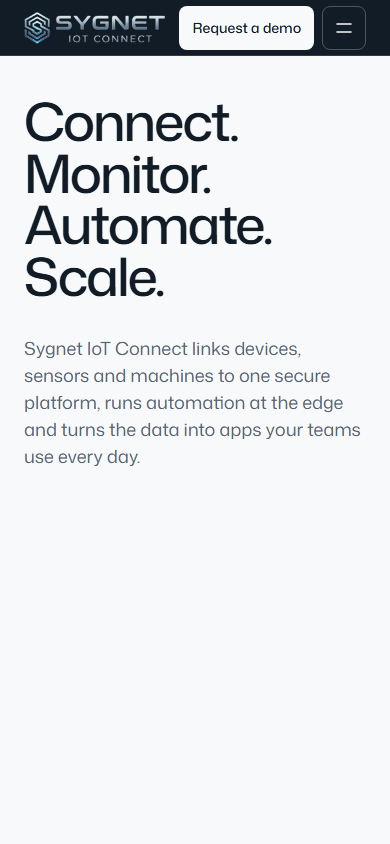 SYGNET
IOT CONNECT
Request a demo
Connect.
Monitor.
Automate.
Scale.
Sygnet IoT Connect links devices,
sensors and machines to one secure
platform, runs automation at the edge
and turns the data into apps your teams
use every day.